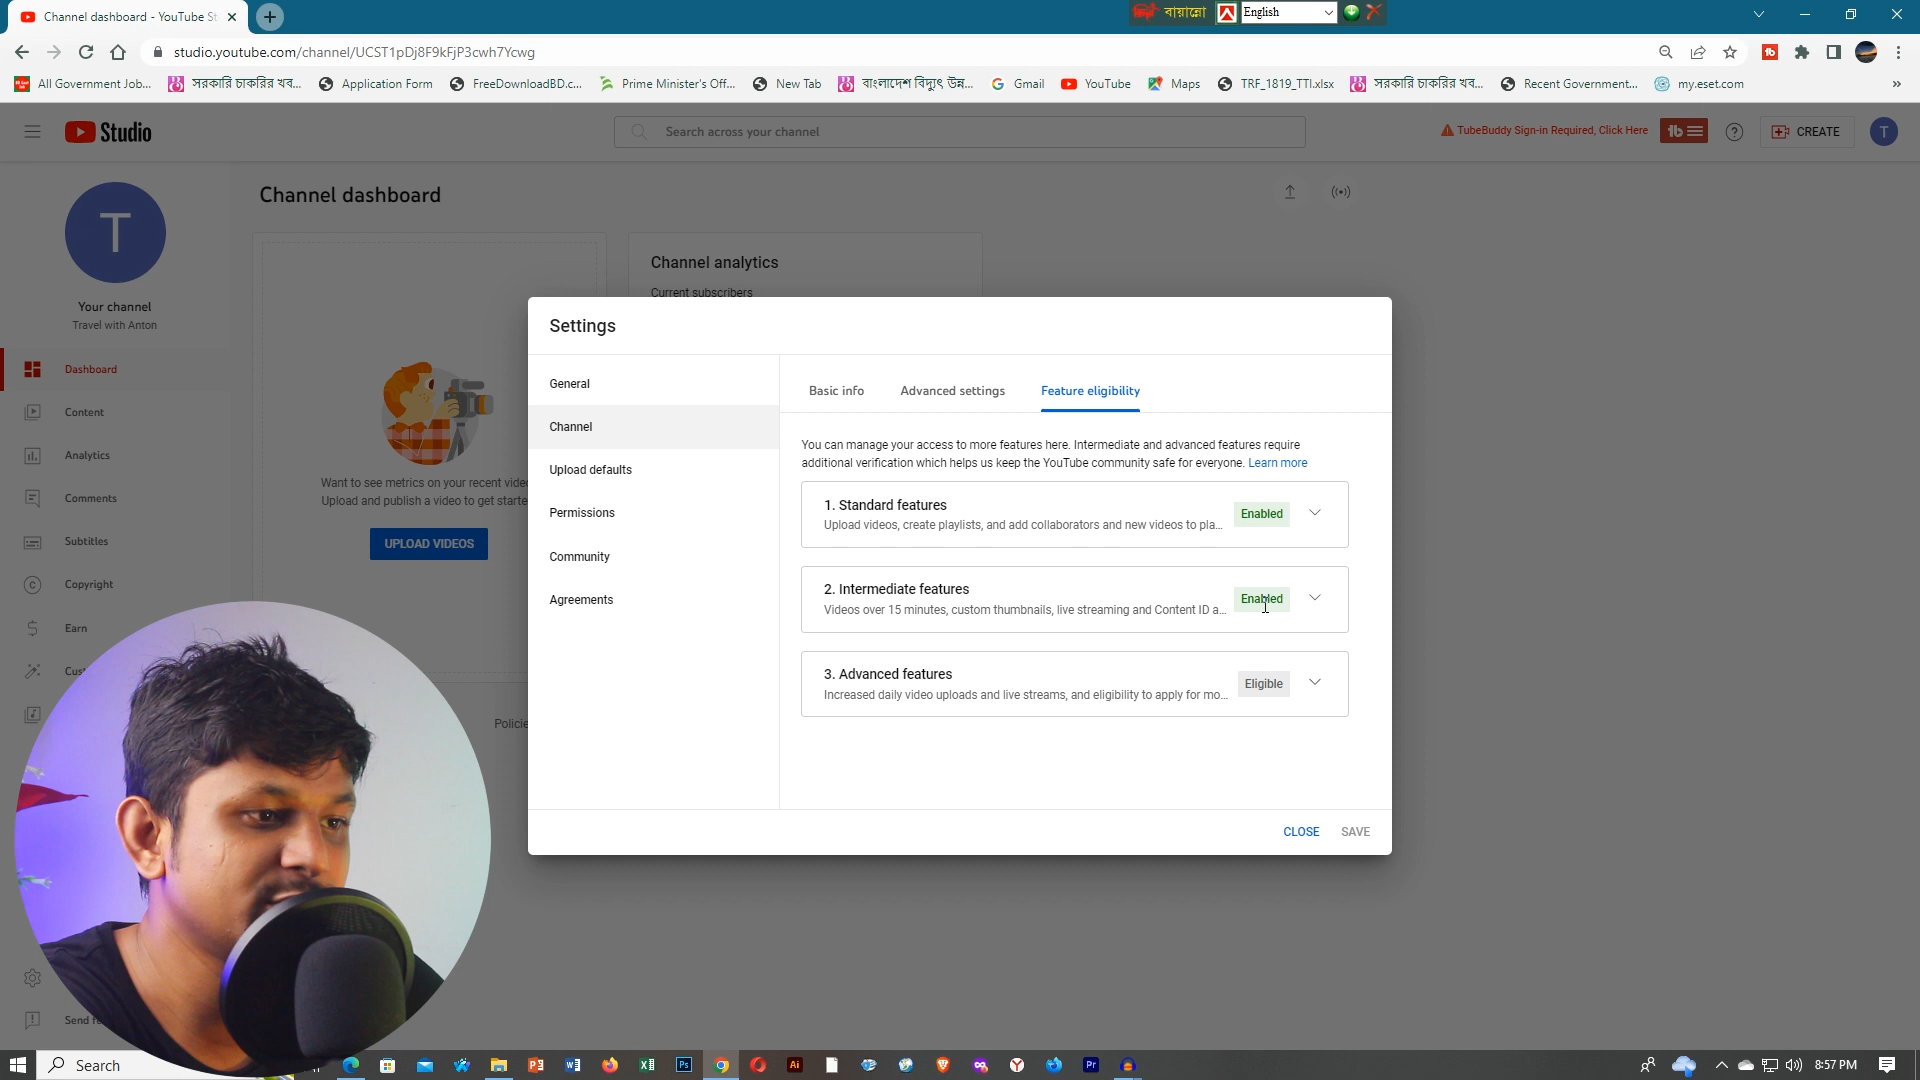 Channel dashboard - YouTube St
বায়ান্নো
English
studio.youtube.com/channel/UCST1pDj8F9kFjP3cwh7Ycwg
All Government Job...
সরকারি চাকরির খব...
Application Form
FreeDownloadBD.c...
Prime Minister's Off...
New Tab
বাংলাদেশ বিদ্যুৎ উন্ন...
Gmail
YouTube
Maps
TRF_1819_TTI.xlsx
সরকারি চাকরির খব...
Recent Government...
my.eset.com
Studio
Search across your channel
TubeBuddy Sign-in Required, Click Here
tb
CREATE
T
T
Your channel
Travel with Anton
Dashboard
Content
Analytics
Comments
Subtitles
Copyright
Earn
Cus
Send f
Channel dashboard
Want to see metrics on your recent vide
Upload and publish a video to get starte
UPLOAD VIDEOS
Channel analytics
Current subscribers
Policie
Settings
General
Channel
Upload defaults
Permissions
Community
Agreements
Basic info
Advanced settings
Feature eligibility
You can manage your access to more features here. Intermediate and advanced features require
additional verification which helps us keep the YouTube community safe for everyone. Learn more
1. Standard features
Upload videos, create playlists, and add collaborators and new videos to pla...
Enabled
2. Intermediate features
Videos over 15 minutes, custom thumbnails, live streaming and Content ID a...
Enabled
3. Advanced features
Increased daily video uploads and live streams, and eligibility to apply for mo...
Eligible
CLOSE
SAVE
Search
Ps
Ai
Pr
8:57 PM